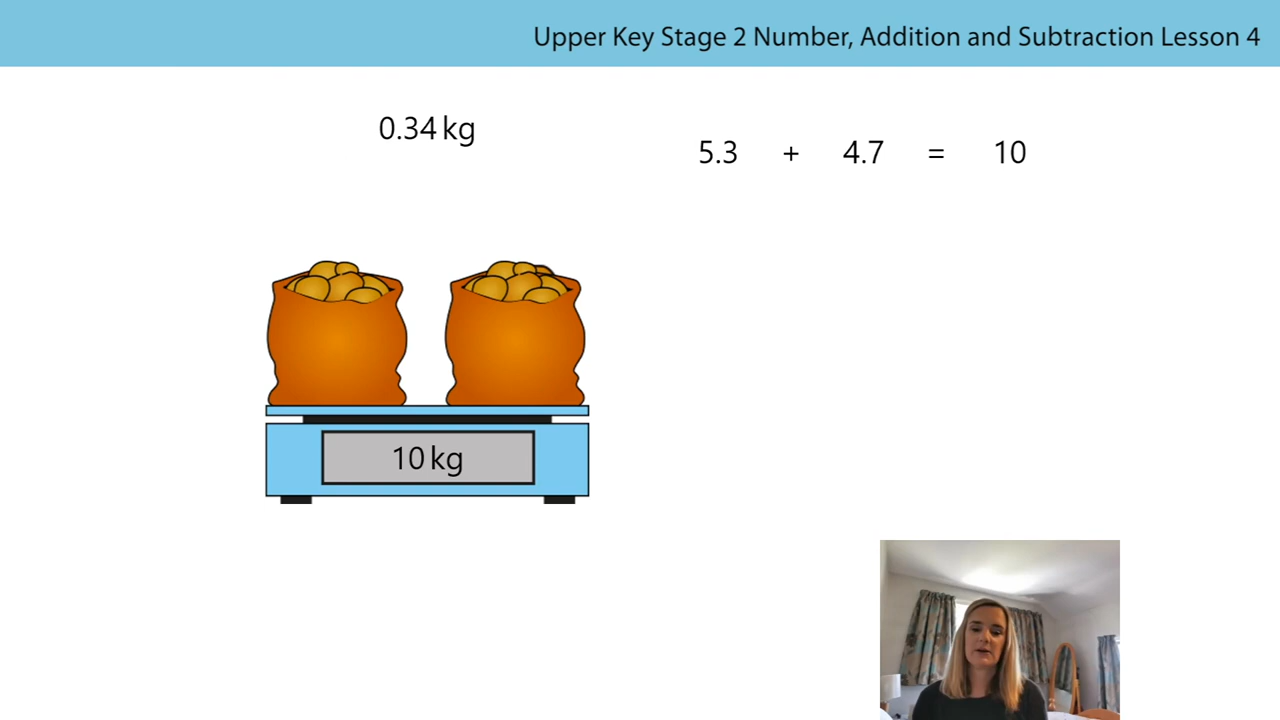 Upper Key Stage 2 Number, Addition and Subtraction Lesson 4
0.34 kg
5.3 + 4.7 = 10
10 kg